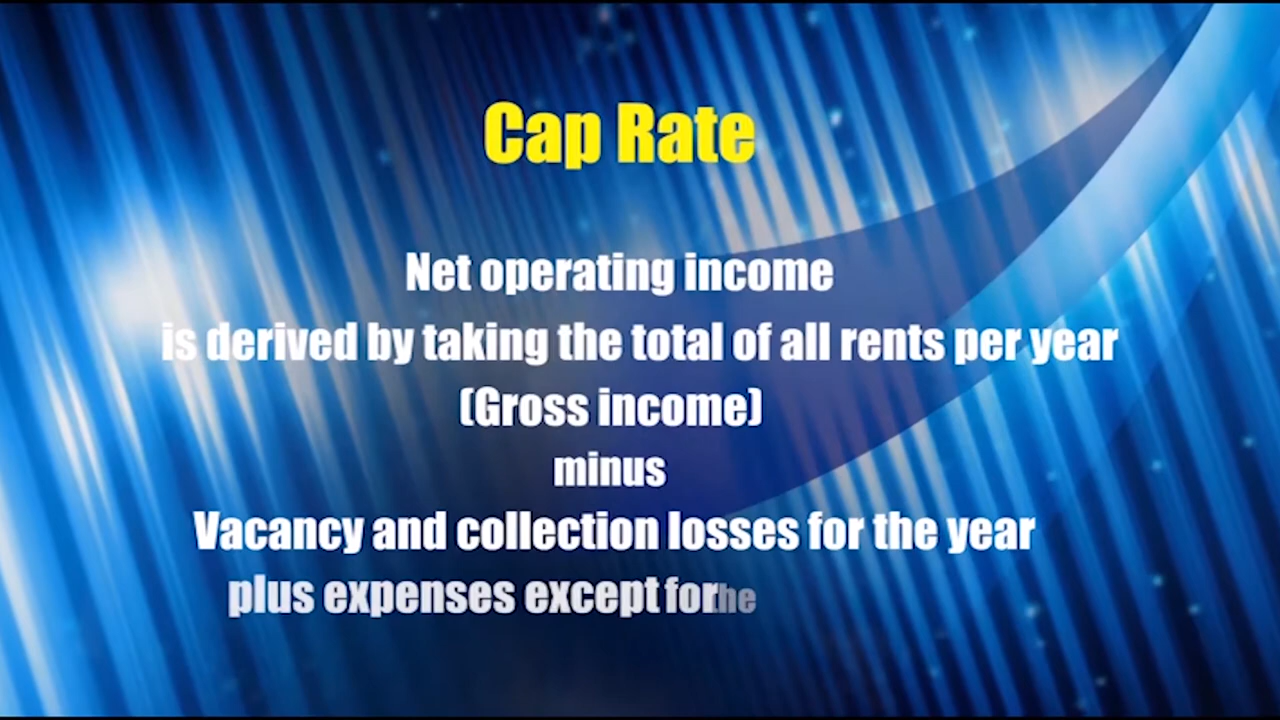 Cap Rate
Net operating income
is derived by taking the total of all rents per year
(Gross income)
minus
Vacancy and collection losses for the year
plus expenses except for the